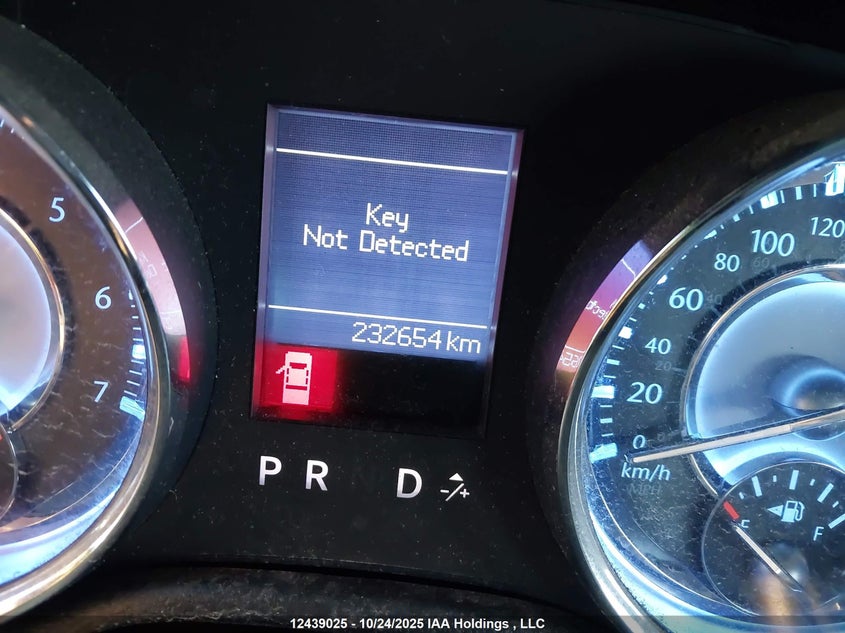 Key
Not Detected
232654 km
5
6
7
P R D -/+
120
100
80
60
40
20
0
km/h
E
F
12439025 - 10/24/2025 IAA Holdings , LLC